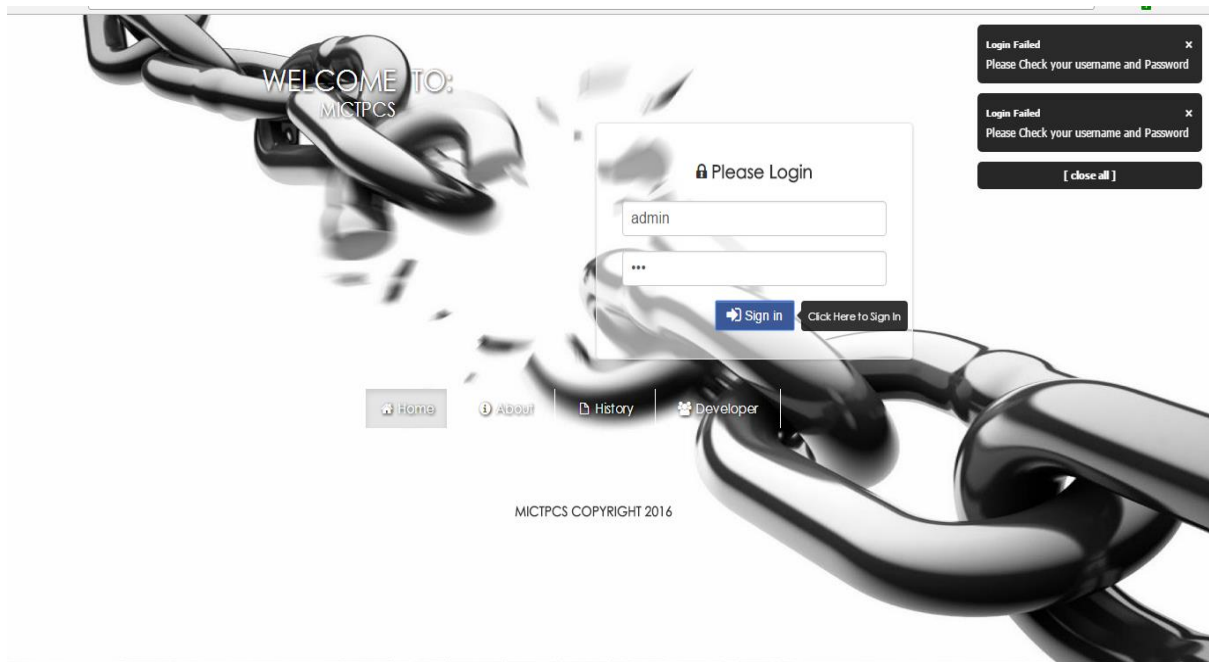 WELCOME TO:
MICTPCS
Login Failed x
Please Check your username and Password
Login Failed x
Please Check your username and Password
[ close all ]
Please Login
admin
•••
Sign in
Click Here to Sign In
Home
About
History
Developer
MICTPCS COPYRIGHT 2016